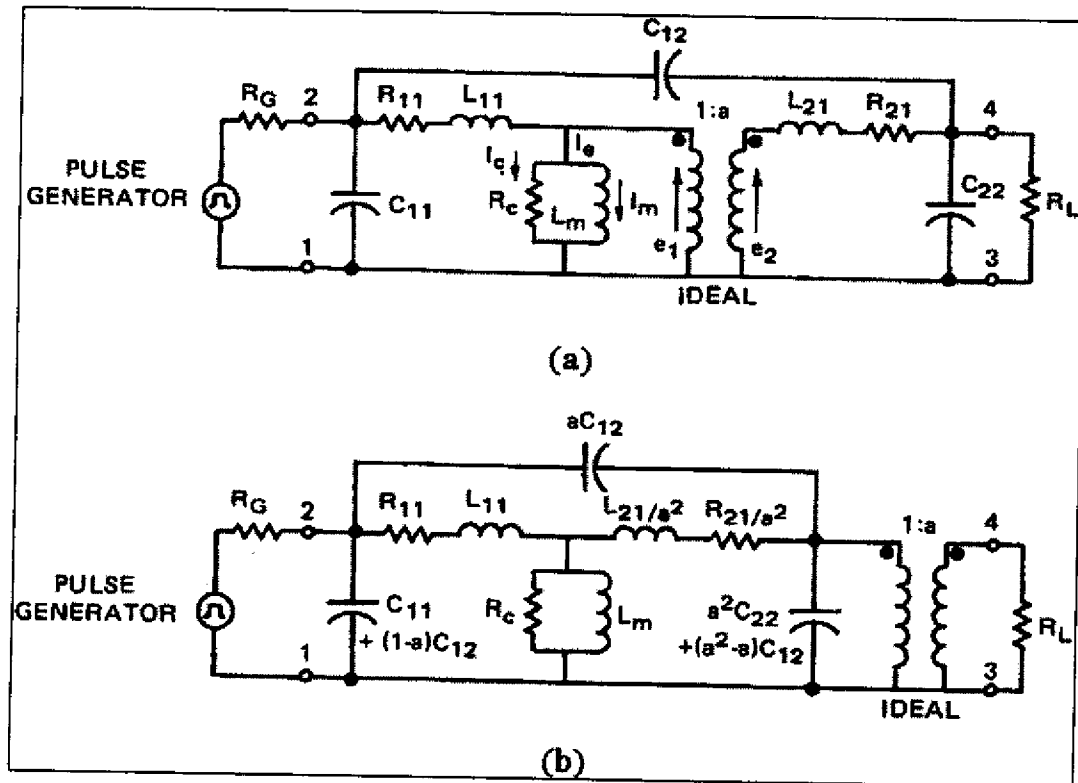 C12
RG 2 R11 L11 1:a L21 R21 4
PULSE
GENERATOR
C11
Ic Ie
Rc Lm Im
e1 e2
C22 RL
1 3
IDEAL
(a)
aC12
RG 2 R11 L11 L21/a² R21/a² 1:a 4
PULSE
GENERATOR
C11
+ (1-a)C12
Rc Lm
a²C22
+(a²-a)C12
RL
1 3
IDEAL
(b)